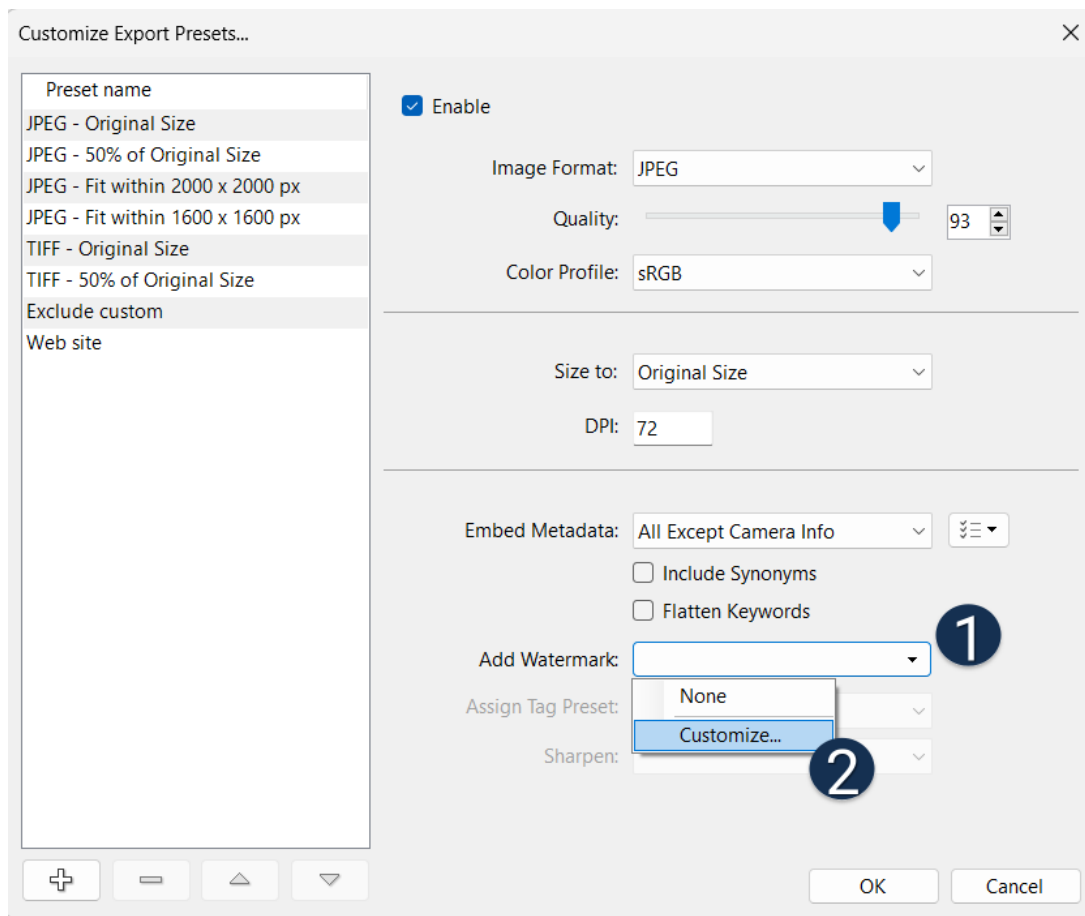 Customize Export Presets...
Preset name
JPEG - Original Size
JPEG - 50% of Original Size
JPEG - Fit within 2000 x 2000 px
JPEG - Fit within 1600 x 1600 px
TIFF - Original Size
TIFF - 50% of Original Size
Exclude custom
Web site
Enable
Image Format: JPEG
Quality: 93
Color Profile: sRGB
Size to: Original Size
DPI: 72
Embed Metadata: All Except Camera Info
Include Synonyms
Flatten Keywords
1
Add Watermark:
None
Assign Tag Preset:
Customize...
Sharpen:
2
OK Cancel